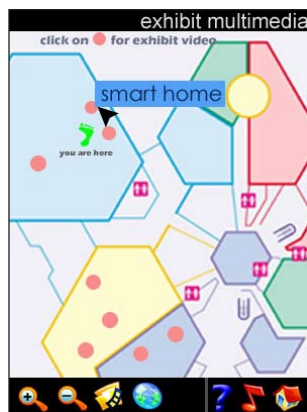 exhibit multimedia
click on for exhibit video
smart home
you are here
?